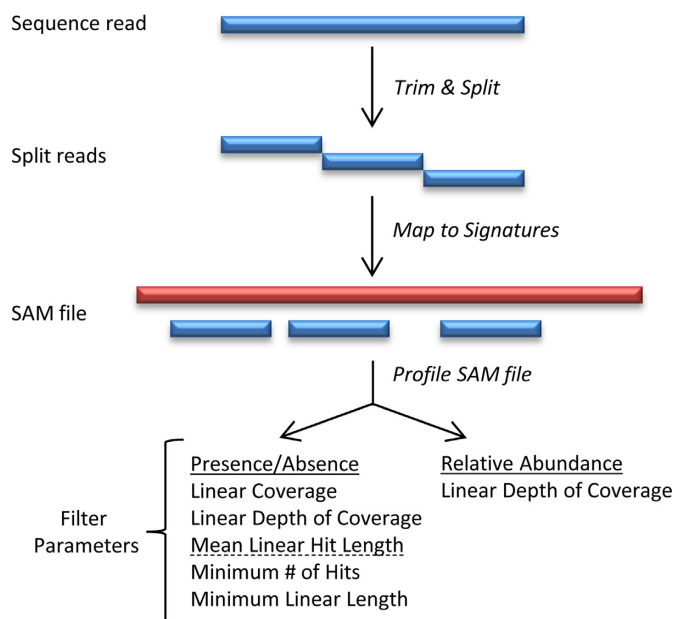 Sequence read
Trim & Split
Split reads
Map to Signatures
SAM file
Profile SAM file
Filter
Parameters
Presence/Absence
Linear Coverage
Linear Depth of Coverage
Mean Linear Hit Length
Minimum # of Hits
Minimum Linear Length
Relative Abundance
Linear Depth of Coverage